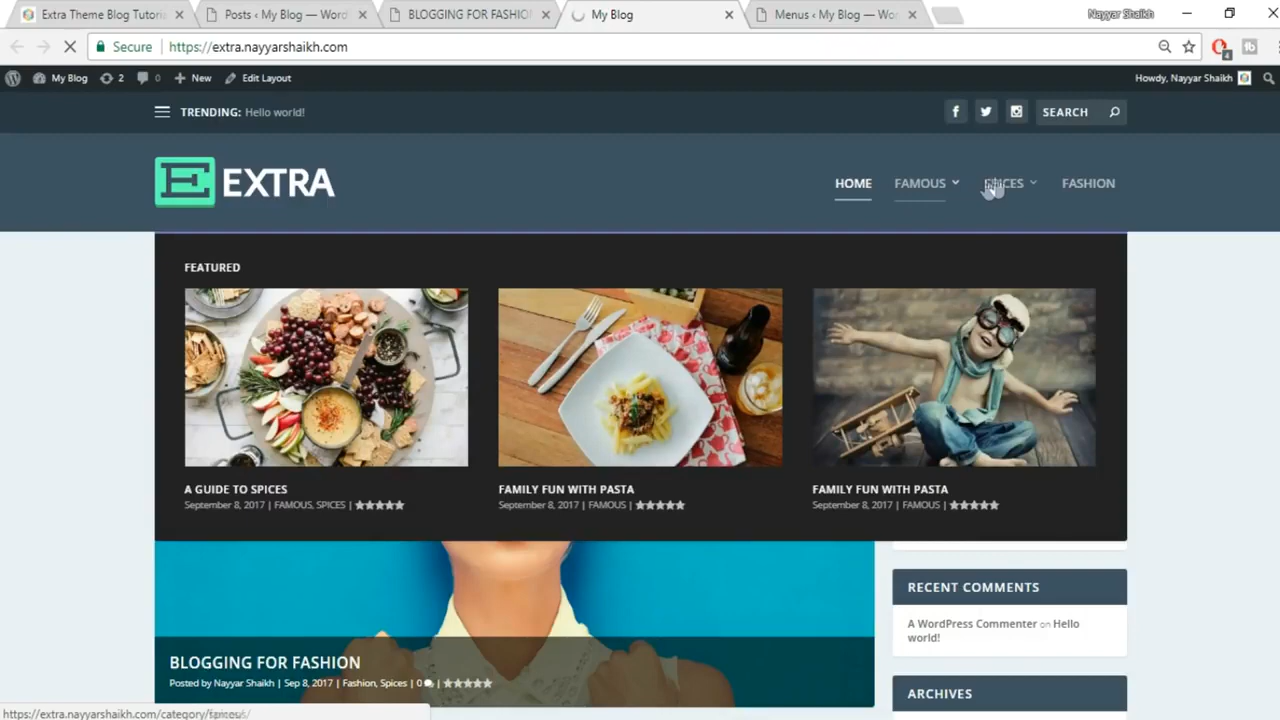 Extra Theme Blog Tutori
Posts ‹ My Blog — Word
BLOGGING FOR FASHION
My Blog
Menus ‹ My Blog — Wor
Nayyar Shaikh
Secure
https://extra.nayyarshaikh.com
4
My Blog
2
0
New
Edit Layout
Howdy, Nayyar Shaikh
TRENDING: Hello world!
SEARCH
E EXTRA
HOME
FAMOUS
SPICES
FASHION
FEATURED
A GUIDE TO SPICES
September 8, 2017 | FAMOUS, SPICES |
FAMILY FUN WITH PASTA
September 8, 2017 | FAMOUS |
FAMILY FUN WITH PASTA
September 8, 2017 | FAMOUS |
BLOGGING FOR FASHION
Posted by Nayyar Shaikh | Sep 8, 2017 | Fashion, Spices | 0 |
RECENT COMMENTS
A WordPress Commenter on Hello
world!
ARCHIVES
https://extra.nayyarshaikh.com/category/